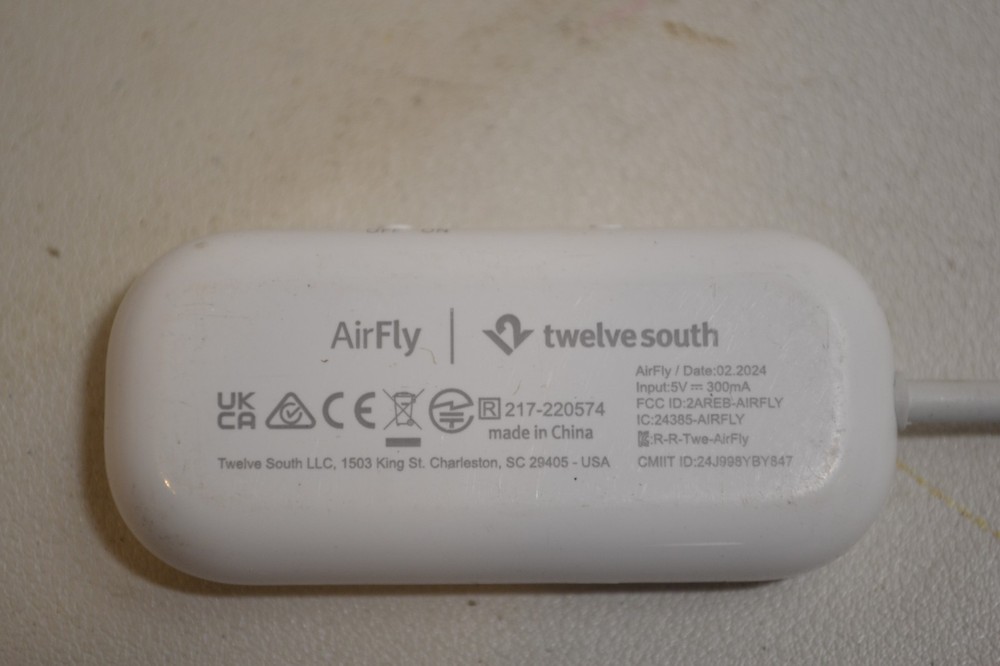 OFF ON
AirFly | twelve south
UK CA CE R 217-220574
made in China
Twelve South LLC, 1503 King St. Charleston, SC 29405 - USA
AirFly / Date:02.2024
Input:5V ⎓ 300mA
FCC ID:2AREB-AIRFLY
IC:24385-AIRFLY
:R-R-Twe-AirFly
CMIIT ID:24J998YBY847